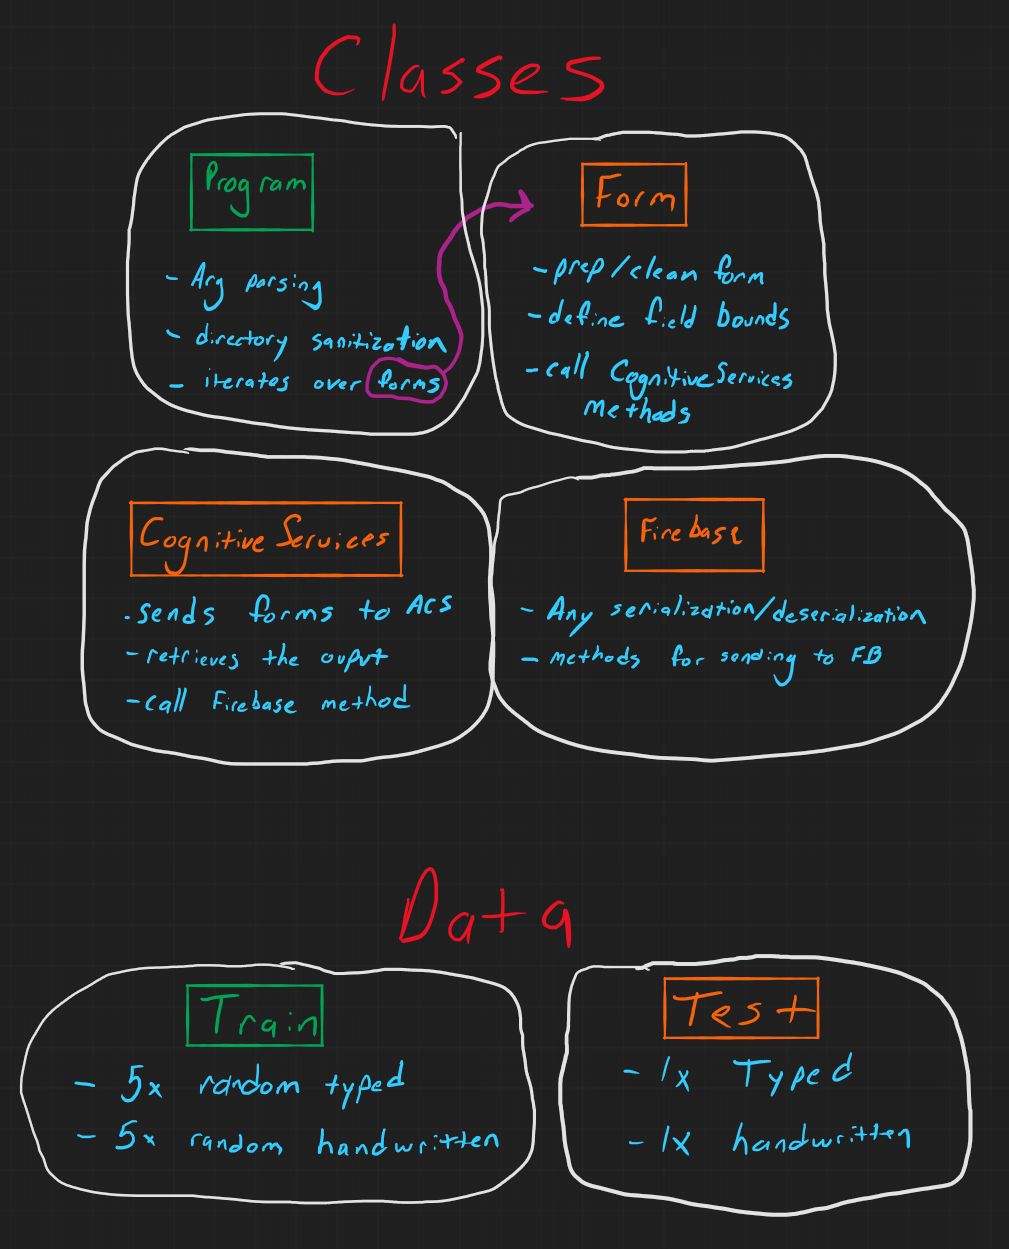 Classes
Program
- Arg parsing
- directory sanitization
- iterates over forms
Form
- prep/clean form
- define field bounds
- call CognitiveServices
methods
Cognitive Services
. sends forms to ACS
- retrieves the ouput
- call Firebase method
Firebase
- Any serialization/deserialization
- methods for sending to FB
Data
Train
- 5x random typed
- 5x random handwritten
Test
- 1x Typed
- 1x handwritten